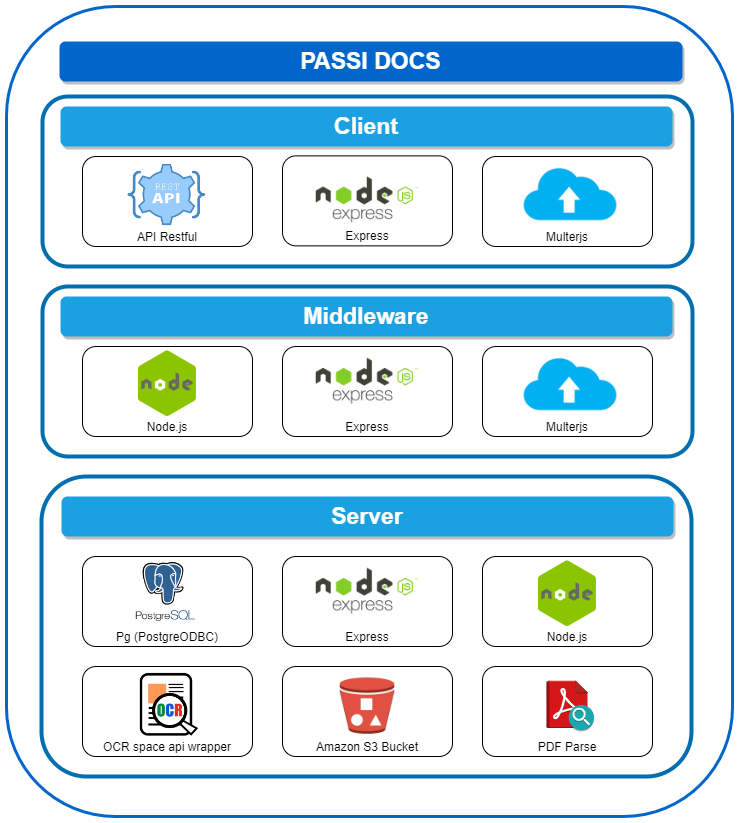 PASSI DOCS
Client
REST
API
API Restful
node JS
express
Express
Multerjs
Middleware
node
Node.js
node JS
express
Express
Multerjs
Server
PostgreSQL
Pg (PostgreODBC)
node JS
express
Express
node
Node.js
OCR
OCR space api wrapper
Amazon S3 Bucket
PDF Parse